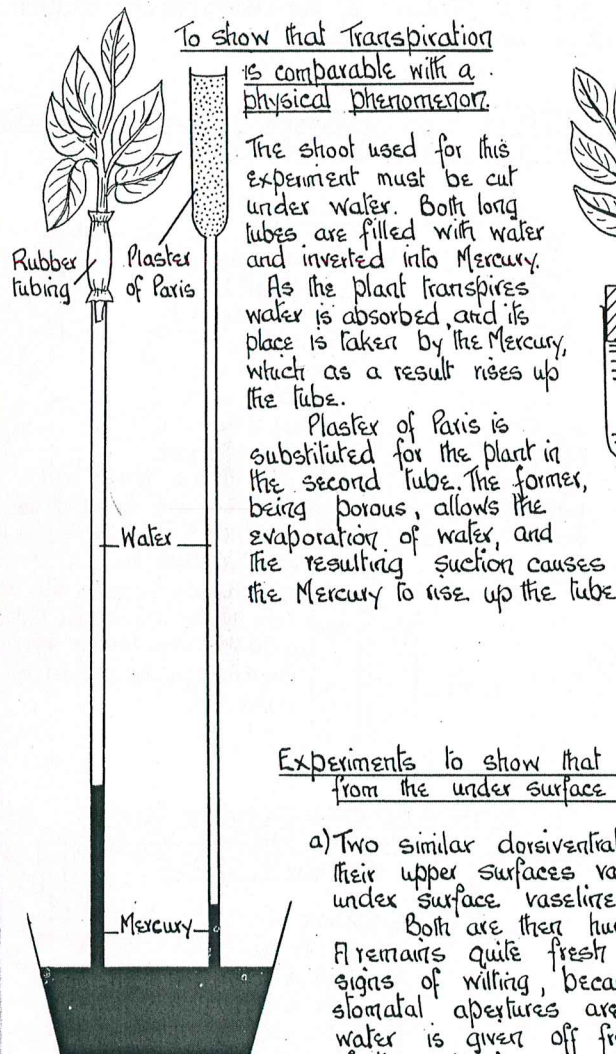 To show that Transpiration
is comparable with a
physical phenomenon.
The shoot used for this
experiment must be cut
under water. Both long
tubes are filled with water
and inverted into Mercury.
As the plant transpires
water is absorbed, and its
place is taken by the Mercury,
which as a result rises up
the tube.
Plaster of Paris is
substituted for the plant in
the second tube. The former,
being porous, allows the
evaporation of water, and
the resulting suction causes
the Mercury to rise up the tube
Rubber
tubing
Plaster
of Paris
Water
Mercury
Experiments to show that
from the under surface
a) Two similar dorsiventral
their upper surfaces va
under surface vaseline
Both are then hu
A remains quite fresh
signs of wilting, beca
stomatal apertures are
water is given off fr